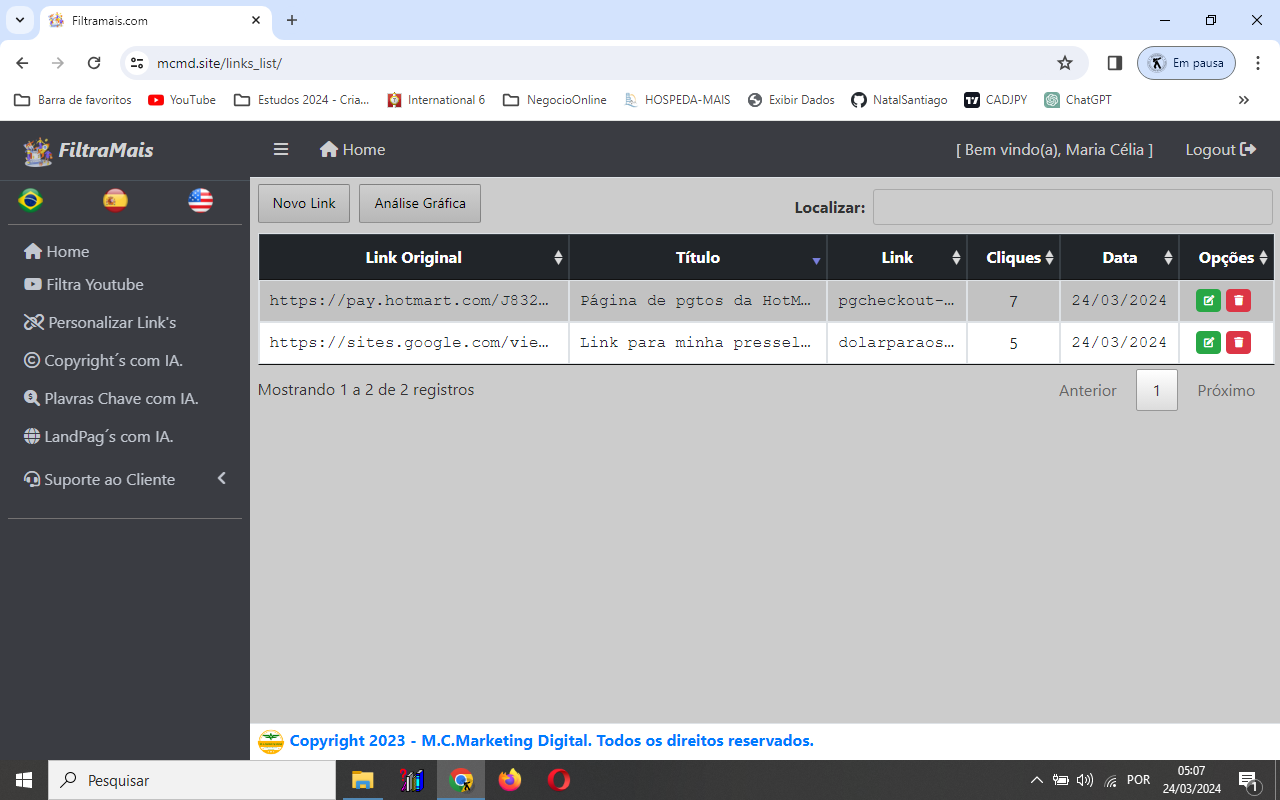 Filtramais.com
mcmd.site/links_list/
Em pausa
Barra de favoritos
YouTube
Estudos 2024 - Cria...
International 6
NegocioOnline
HOSPEDA-MAIS
Exibir Dados
NatalSantiago
CADJPY
ChatGPT
FiltraMais
Home
[ Bem vindo(a), Maria Célia ]
Logout
Home
Filtra Youtube
Personalizar Link's
Copyright´s com IA.
Plavras Chave com IA.
LandPag´s com IA.
Suporte ao Cliente
Novo Link
Análise Gráfica
Localizar:
Link Original Título Link Cliques Data Opções
https://pay.hotmart.com/J832… Página de pgtos da HotM… pgcheckout-… 7 24/03/2024
https://sites.google.com/vie… Link para minha pressel… dolarparaos… 5 24/03/2024
Mostrando 1 a 2 de 2 registros
Anterior 1 Próximo
Copyright 2023 - M.C.Marketing Digital. Todos os direitos reservados.
Pesquisar
POR
05:07
24/03/2024
1